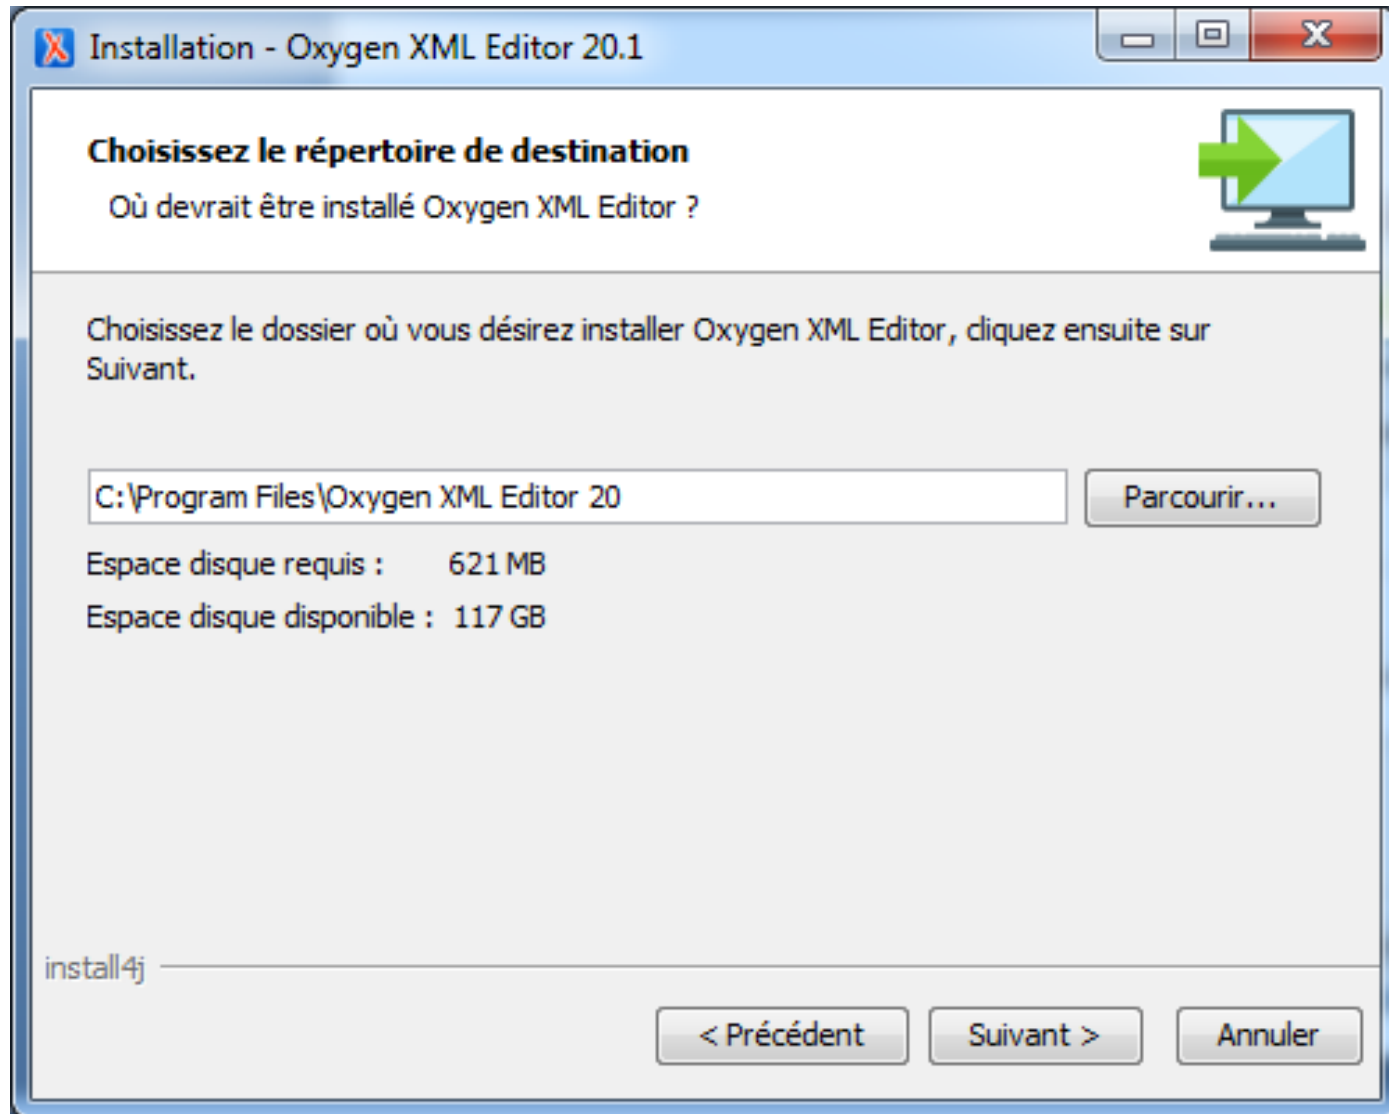 Installation - Oxygen XML Editor 20.1
Choisissez le répertoire de destination
Où devrait être installé Oxygen XML Editor ?
Choisissez le dossier où vous désirez installer Oxygen XML Editor, cliquez ensuite sur
Suivant.
C:\Program Files\Oxygen XML Editor 20
Parcourir...
Espace disque requis : 621 MB
Espace disque disponible : 117 GB
install4j
< Précédent
Suivant >
Annuler